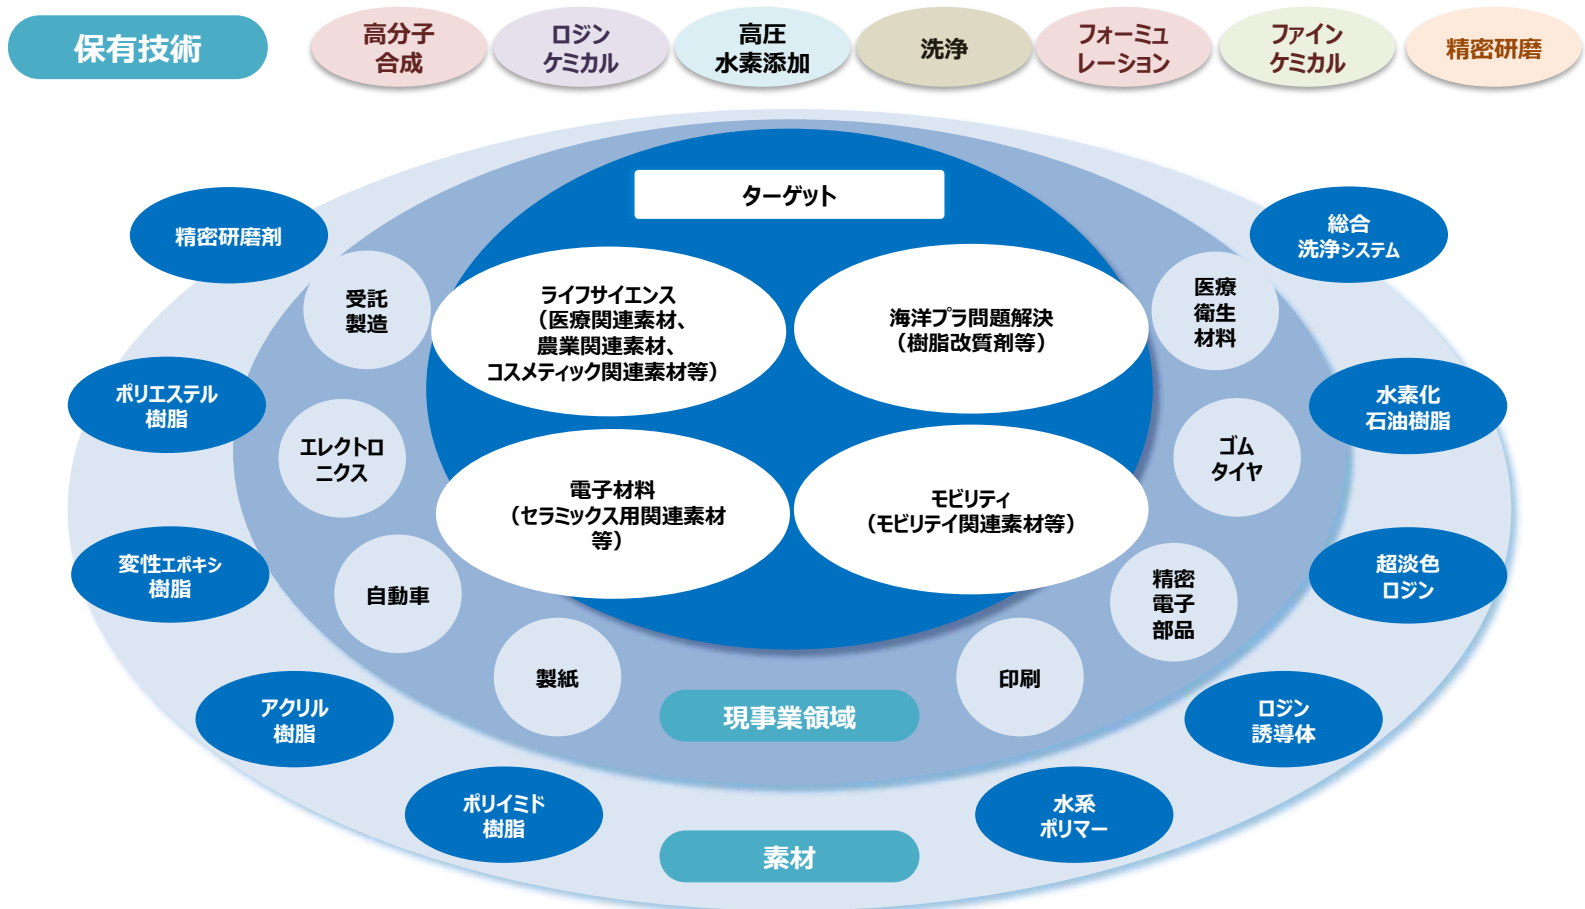 保有技術
高分子
合成
ロジン
ケミカル
高圧
水素添加
洗浄
フォーミュ
レーション
ファイン
ケミカル
精密研磨
ターゲット
ライフサイエンス
（医療関連素材、
農業関連素材、
コスメティック関連素材等）
海洋プラ問題解決
（樹脂改質剤等）
電子材料
（セラミックス用関連素材
等）
モビリティ
（モビリテイ関連素材等）
受託
製造
エレクトロ
ニクス
自動車
製紙
医療
衛生
材料
ゴム
タイヤ
精密
電子
部品
印刷
現事業領域
精密研磨剤
ポリエステル
樹脂
変性エポキシ
樹脂
アクリル
樹脂
ポリイミド
樹脂
総合
洗浄システム
水素化
石油樹脂
超淡色
ロジン
ロジン
誘導体
水系
ポリマー
素材